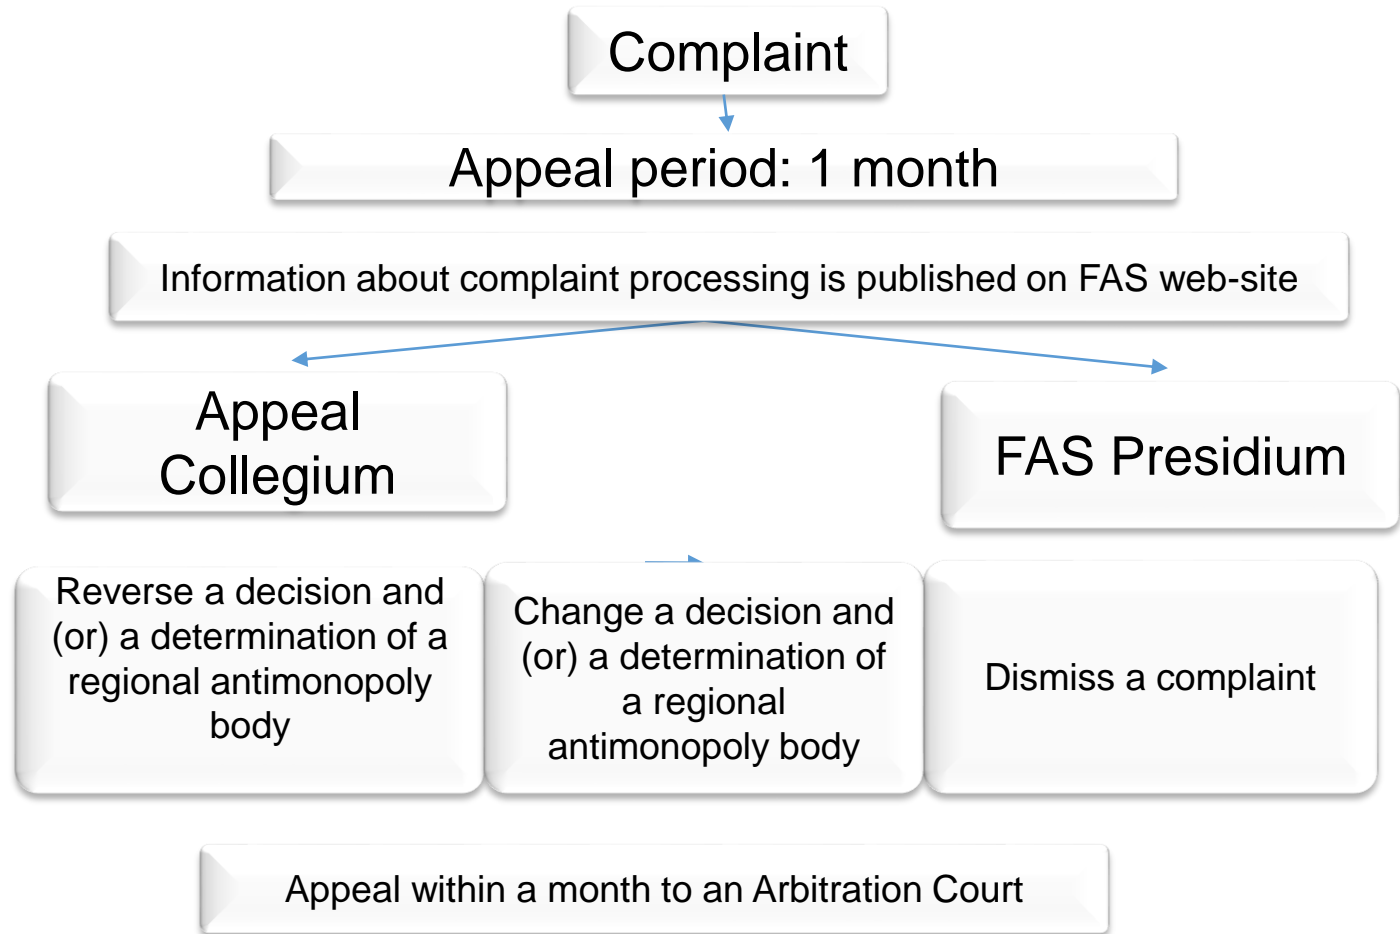 Complaint
Appeal period: 1 month
Information about complaint processing is published on FAS web-site
Appeal
Collegium
FAS Presidium
Reverse a decision and
(or) a determination of a
regional antimonopoly
body
Change a decision and
(or) a determination of
a regional
antimonopoly body
Dismiss a complaint
Appeal within a month to an Arbitration Court